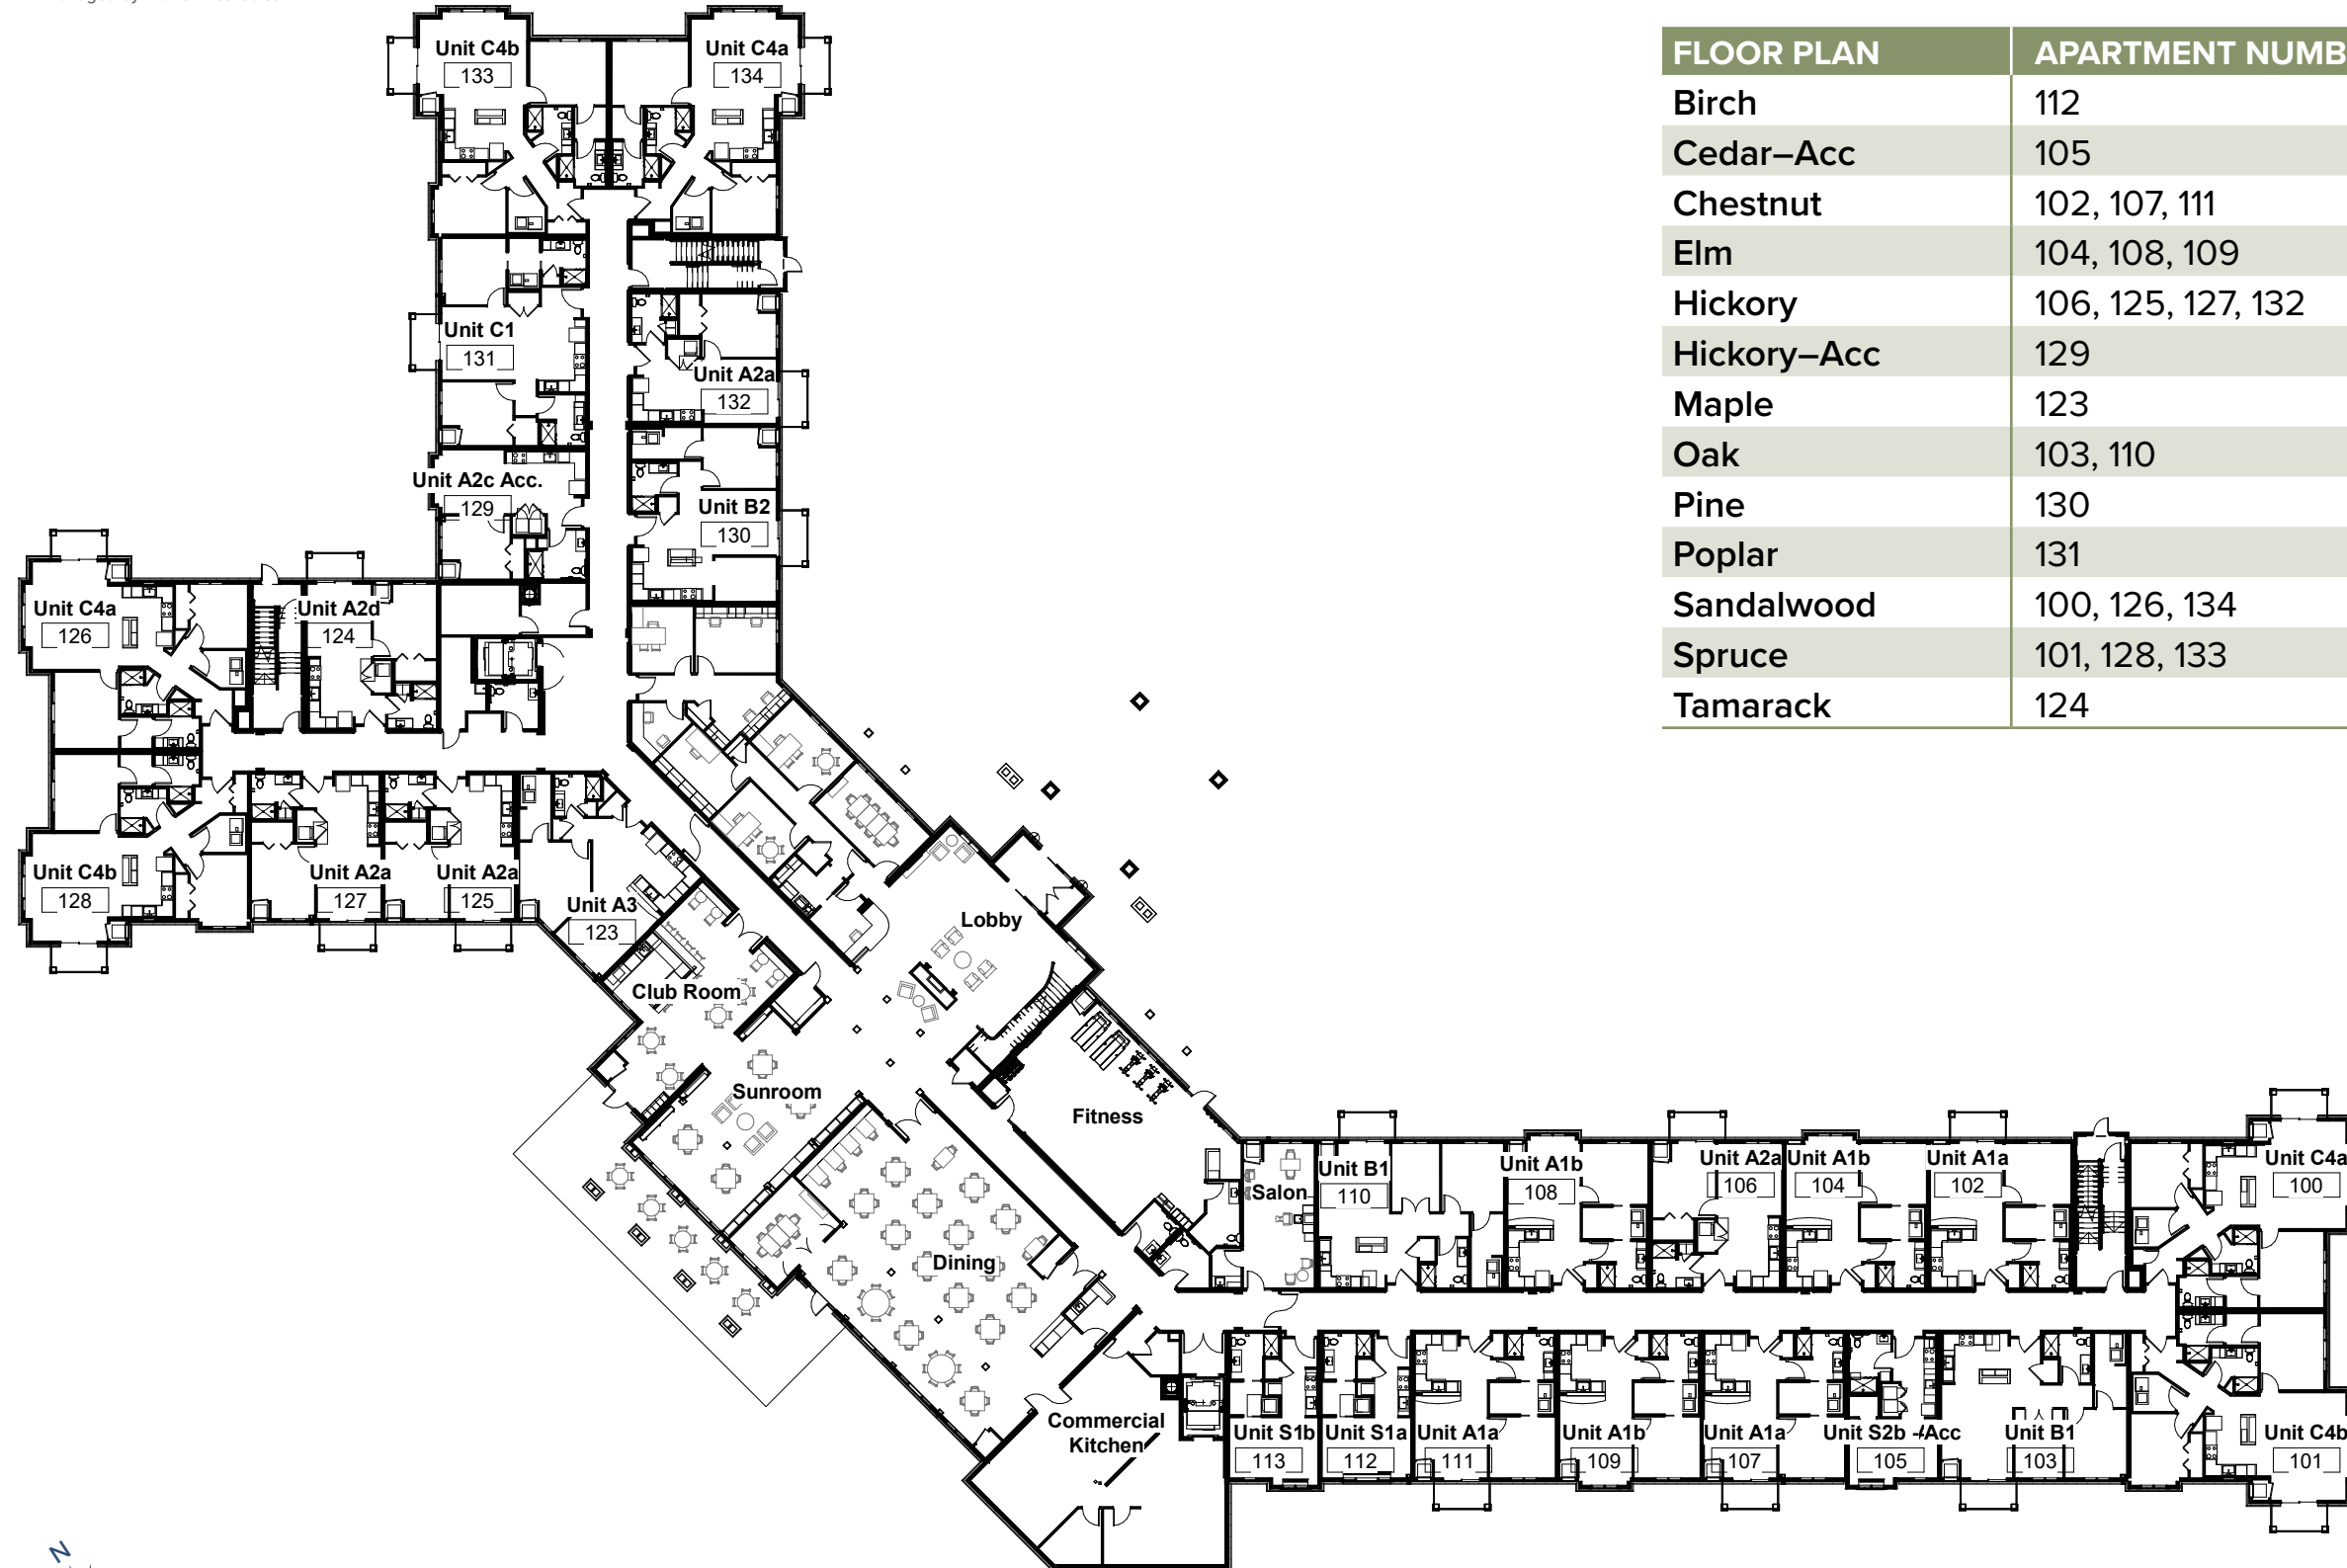 FLOOR PLAN APARTMENT NUMB
Birch 112
Cedar–Acc 105
Chestnut 102, 107, 111
Elm 104, 108, 109
Hickory 106, 125, 127, 132
Hickory–Acc 129
Maple 123
Oak 103, 110
Pine 130
Poplar 131
Sandalwood 100, 126, 134
Spruce 101, 128, 133
Tamarack 124
Unit C4b
133
Unit C4a
134
Unit C1
131
Unit A2a
132
Unit A2c Acc.
129
Unit B2
130
Unit C4a
126
Unit A2d
124
Unit C4b
128
Unit A2a
127
Unit A2a
125
Unit A3
123
Lobby
Club Room
Sunroom
Fitness
Dining
Salon
Commercial
Kitchen
Unit B1
110
Unit A1b
108
Unit A2a
106
Unit A1b
104
Unit A1a
102
Unit C4a
100
Unit S1b
113
Unit S1a
112
Unit A1a
111
Unit A1b
109
Unit A1a
107
Unit S2b -Acc
105
Unit B1
103
Unit C4b
101
N